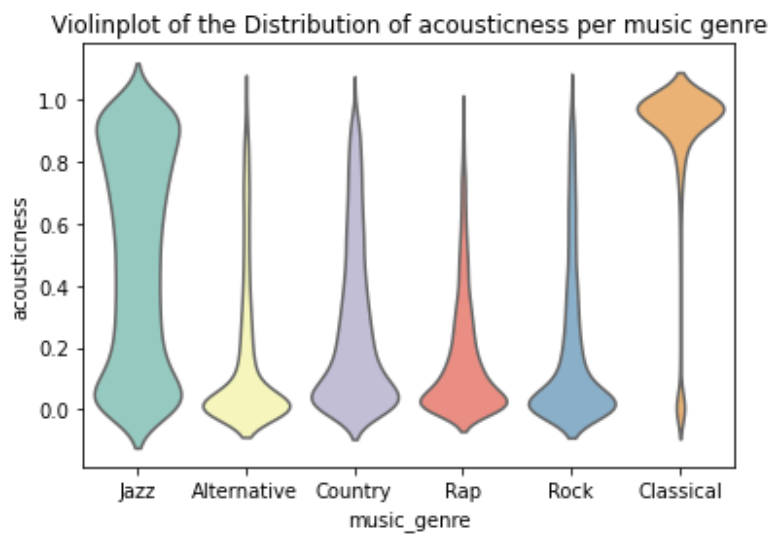 Violinplot of the Distribution of acousticness per music genre
1.0
0.8
0.6
0.4
0.2
0.0
acousticness
Jazz Alternative Country Rap Rock Classical
music_genre